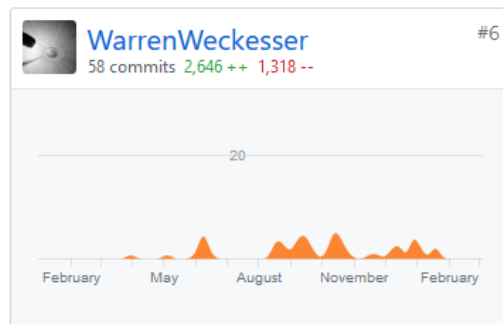 WarrenWeckesser
#6
58 commits 2,646 ++ 1,318 --
20
February May August November February